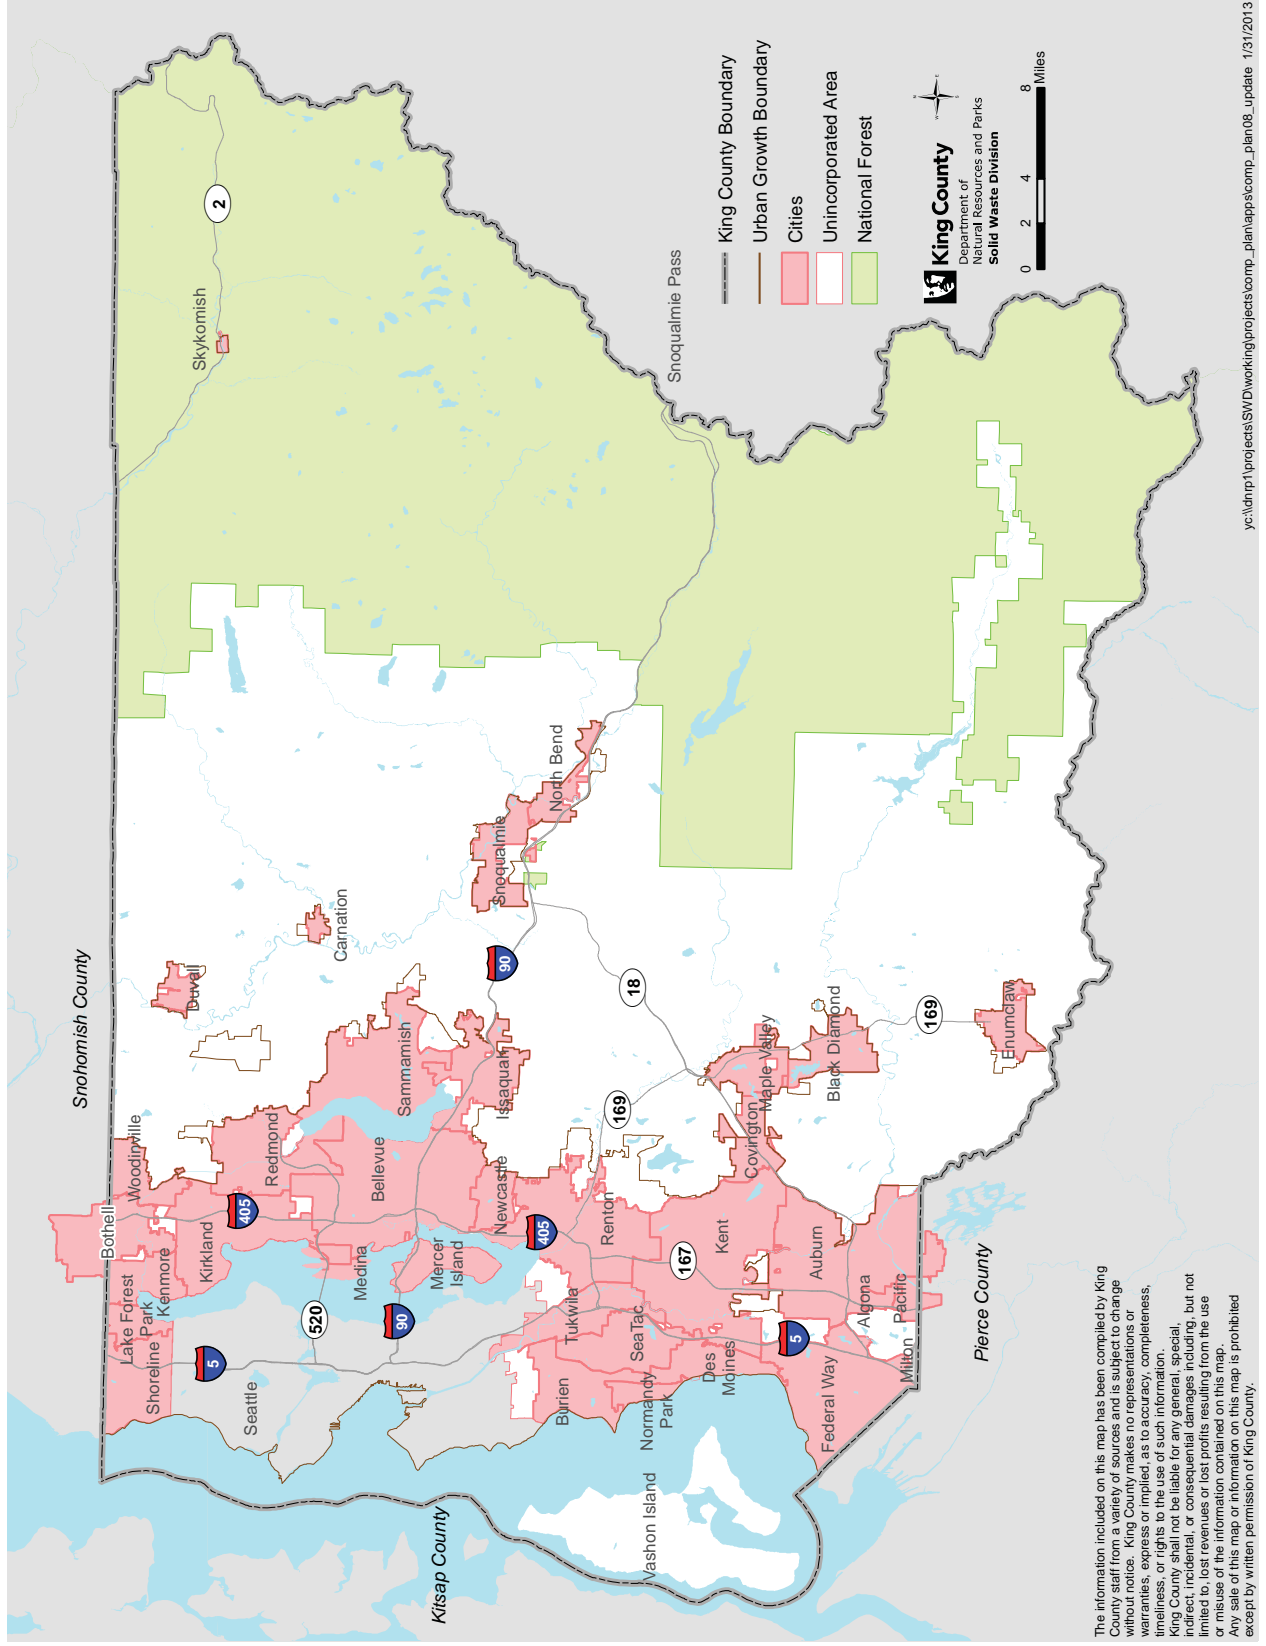 Snohomish County
Kitsap County
Pierce County
Bothell
Woodinville
Lake Forest
Park
Kenmore
Shoreline
Kirkland
Redmond
Duvall
Carnation
Skykomish
Seattle
Medina
Bellevue
Sammamish
Mercer
Island
Newcastle
Issaquah
Snoqualmie
North Bend
Snoqualmie Pass
Burien
Tukwila
Renton
SeaTac
Normandy
Park
Des
Moines
Kent
Covington
Maple Valley
Black Diamond
Enumclaw
Auburn
Algona
Pacific
Milton
Federal Way
Vashon Island
2
405
5
520
90
90
405
18
169
167
5
169
King County Boundary
Urban Growth Boundary
Cities
Unincorporated Area
National Forest
King County
Department of
Natural Resources and Parks
Solid Waste Division
0 2 4 8
Miles
The information included on this map has been compiled by King
County staff from a variety of sources and is subject to change
without notice. King County makes no representations or
warranties, express or implied, as to accuracy, completeness,
timeliness, or rights to the use of such information.
King County shall not be liable for any general, special,
indirect, incidental, or consequential damages including, but not
limited to, lost revenues or lost profits resulting from the use
or misuse of the information contained on this map.
Any sale of this map or information on this map is prohibited
except by written permission of King County.
yc:\\dnrp1\projects\SWD\working\projects\comp_plan\apps\comp_plan08_update 1/31/2013